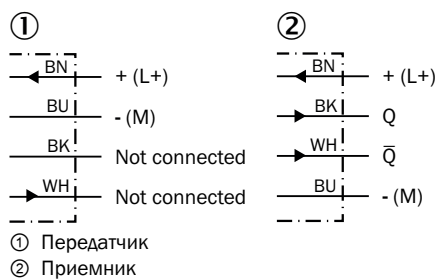 ①
BN + (L+)
BU - (M)
BK Not connected
WH Not connected
②
BN + (L+)
BK Q
WH Q̅
BU - (M)
① Передатчик
② Приемник